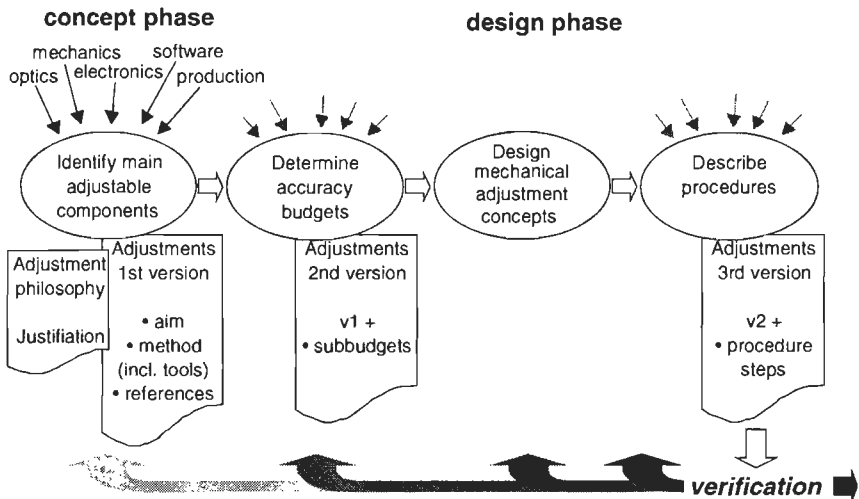 concept phase
design phase
mechanics
software
optics
electronics
production
Identify main
adjustable
components
Determine
accuracy
budgets
Design
mechanical
adjustment
concepts
Describe
procedures
Adjustment
philosophy
Justifiation
Adjustments
1st version
• aim
• method
(incl. tools)
• references
Adjustments
2nd version
v1 +
• subbudgets
Adjustments
3rd version
v2 +
• procedure
steps
verification